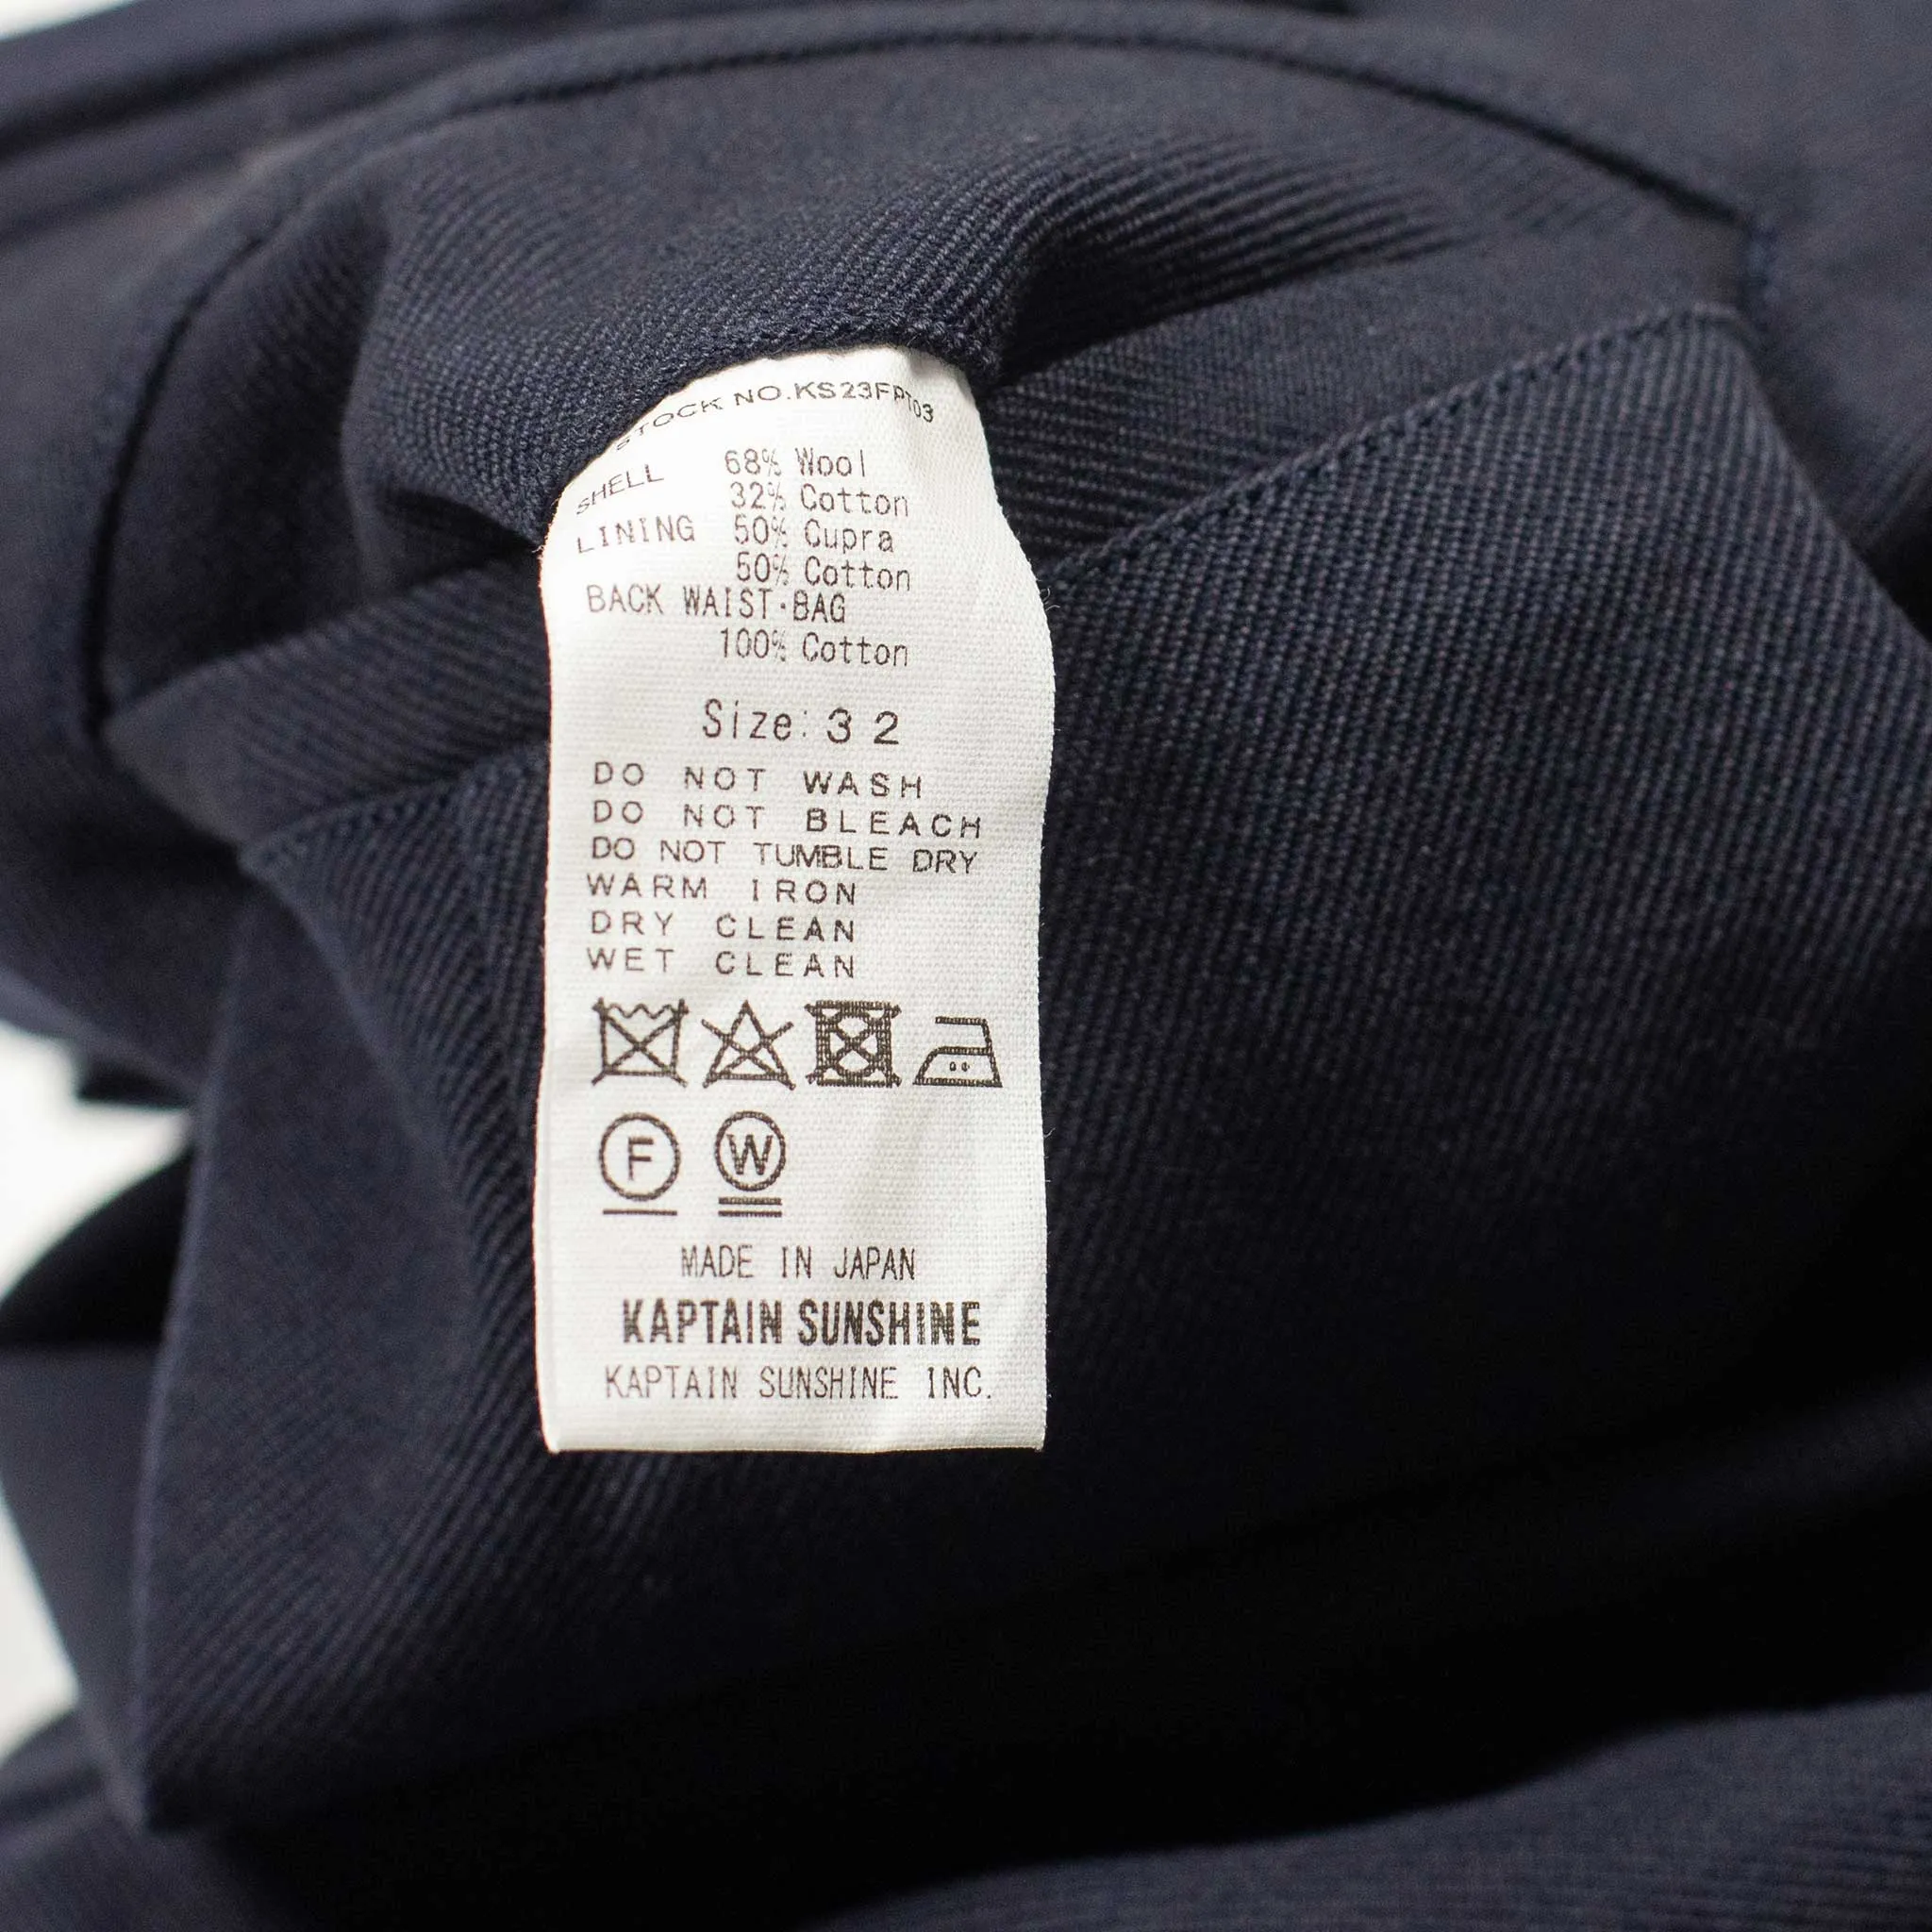 STOCK NO.KS23FPT03
SHELL 68% Wool
32% Cotton
LINING 50% Cupra
50% Cotton
BACK WAIST・BAG
100% Cotton
Size: 32
DO NOT WASH
DO NOT BLEACH
DO NOT TUMBLE DRY
WARM IRON
DRY CLEAN
WET CLEAN
F W
MADE IN JAPAN
KAPTAIN SUNSHINE
KAPTAIN SUNSHINE INC.